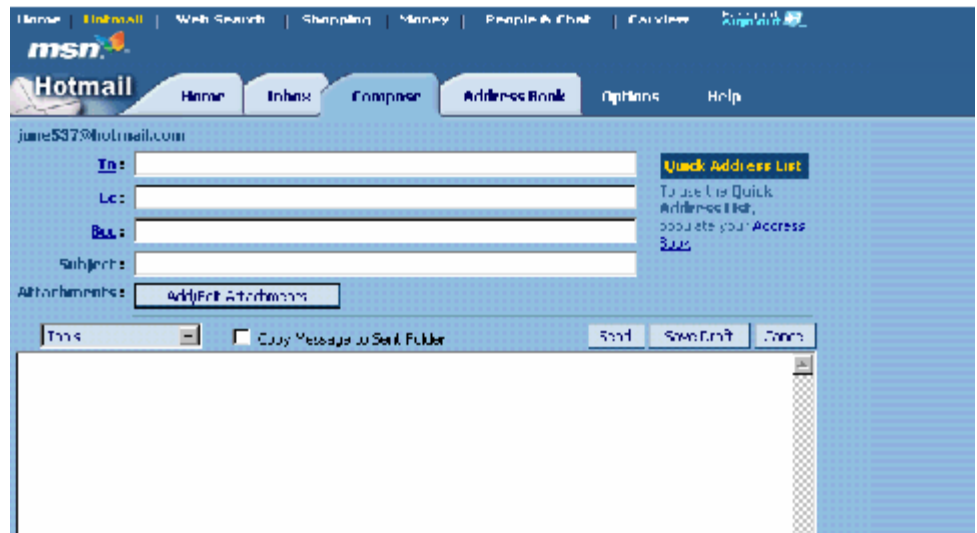 Home | Hotmail | Web Search | Shopping | Money | People & Chat | Carview
msn
Hotmail Home Inbox Compose Address Book Options Help
june537@hotmail.com
To:
Cc:
Bcc:
Subject:
Attachments: Add/Edit Attachments
Quick Address List
To use the Quick
Address List,
populate your Address
Book
Tools Copy Message to Sent Folder Send Save Draft Cancel